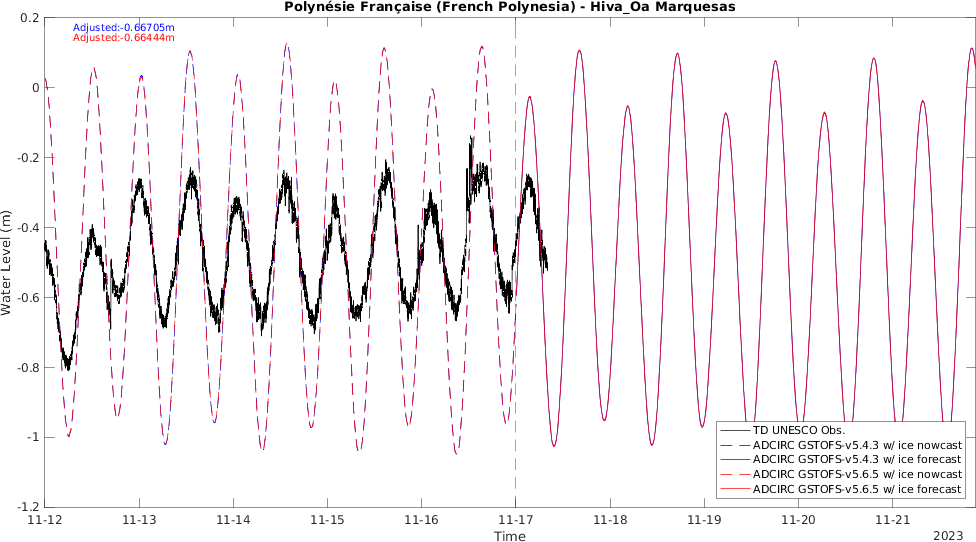 Polynésie Française (French Polynesia) - Hiva_Oa Marquesas
Adjusted:-0.66705m
Adjusted:-0.66444m
0.2
0
-0.2
-0.4
-0.6
-0.8
-1
-1.2
Water Level (m)
TD UNESCO Obs.
ADCIRC GSTOFS-v5.4.3 w/ ice nowcast
ADCIRC GSTOFS-v5.4.3 w/ ice forecast
ADCIRC GSTOFS-v5.6.5 w/ ice nowcast
ADCIRC GSTOFS-v5.6.5 w/ ice forecast
11-12 11-13 11-14 11-15 11-16 11-17 11-18 11-19 11-20 11-21
Time
2023